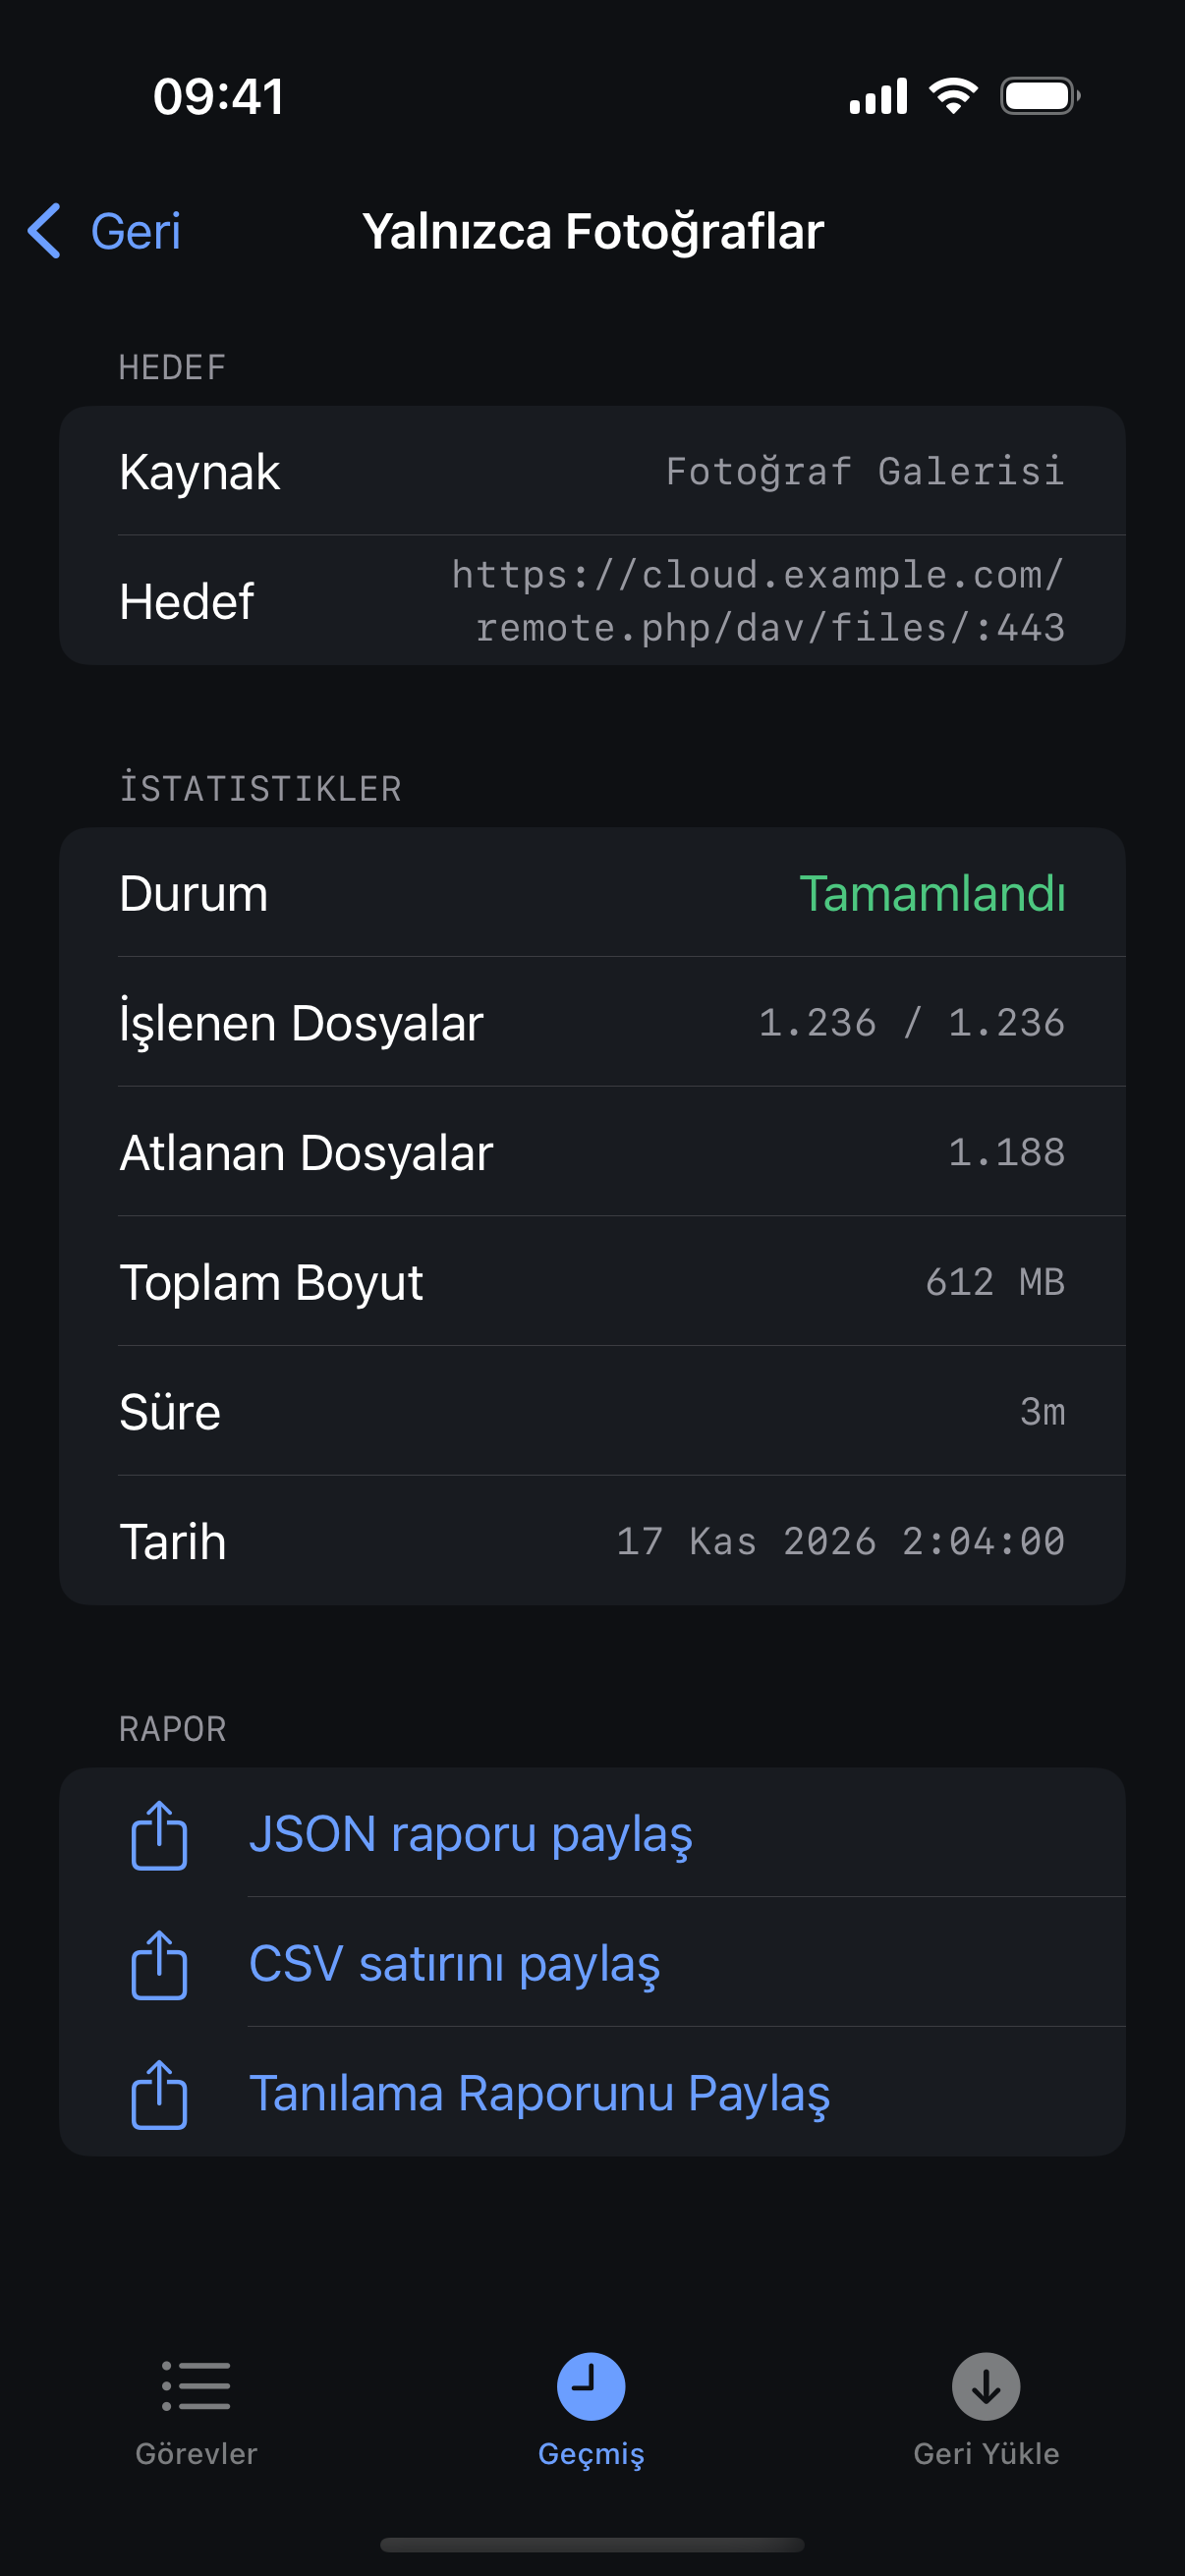 09:41
Geri
Yalnızca Fotoğraflar
HEDEF
Kaynak
Fotoğraf Galerisi
Hedef
https://cloud.example.com/
remote.php/dav/files/:443
İSTATISTIKLER
Durum
Tamamlandı
İşlenen Dosyalar
1.236 / 1.236
Atlanan Dosyalar
1.188
Toplam Boyut
612 MB
Süre
3m
Tarih
17 Kas 2026 2:04:00
RAPOR
JSON raporu paylaş
CSV satırını paylaş
Tanılama Raporunu Paylaş
Görevler
Geçmiş
Geri Yükle